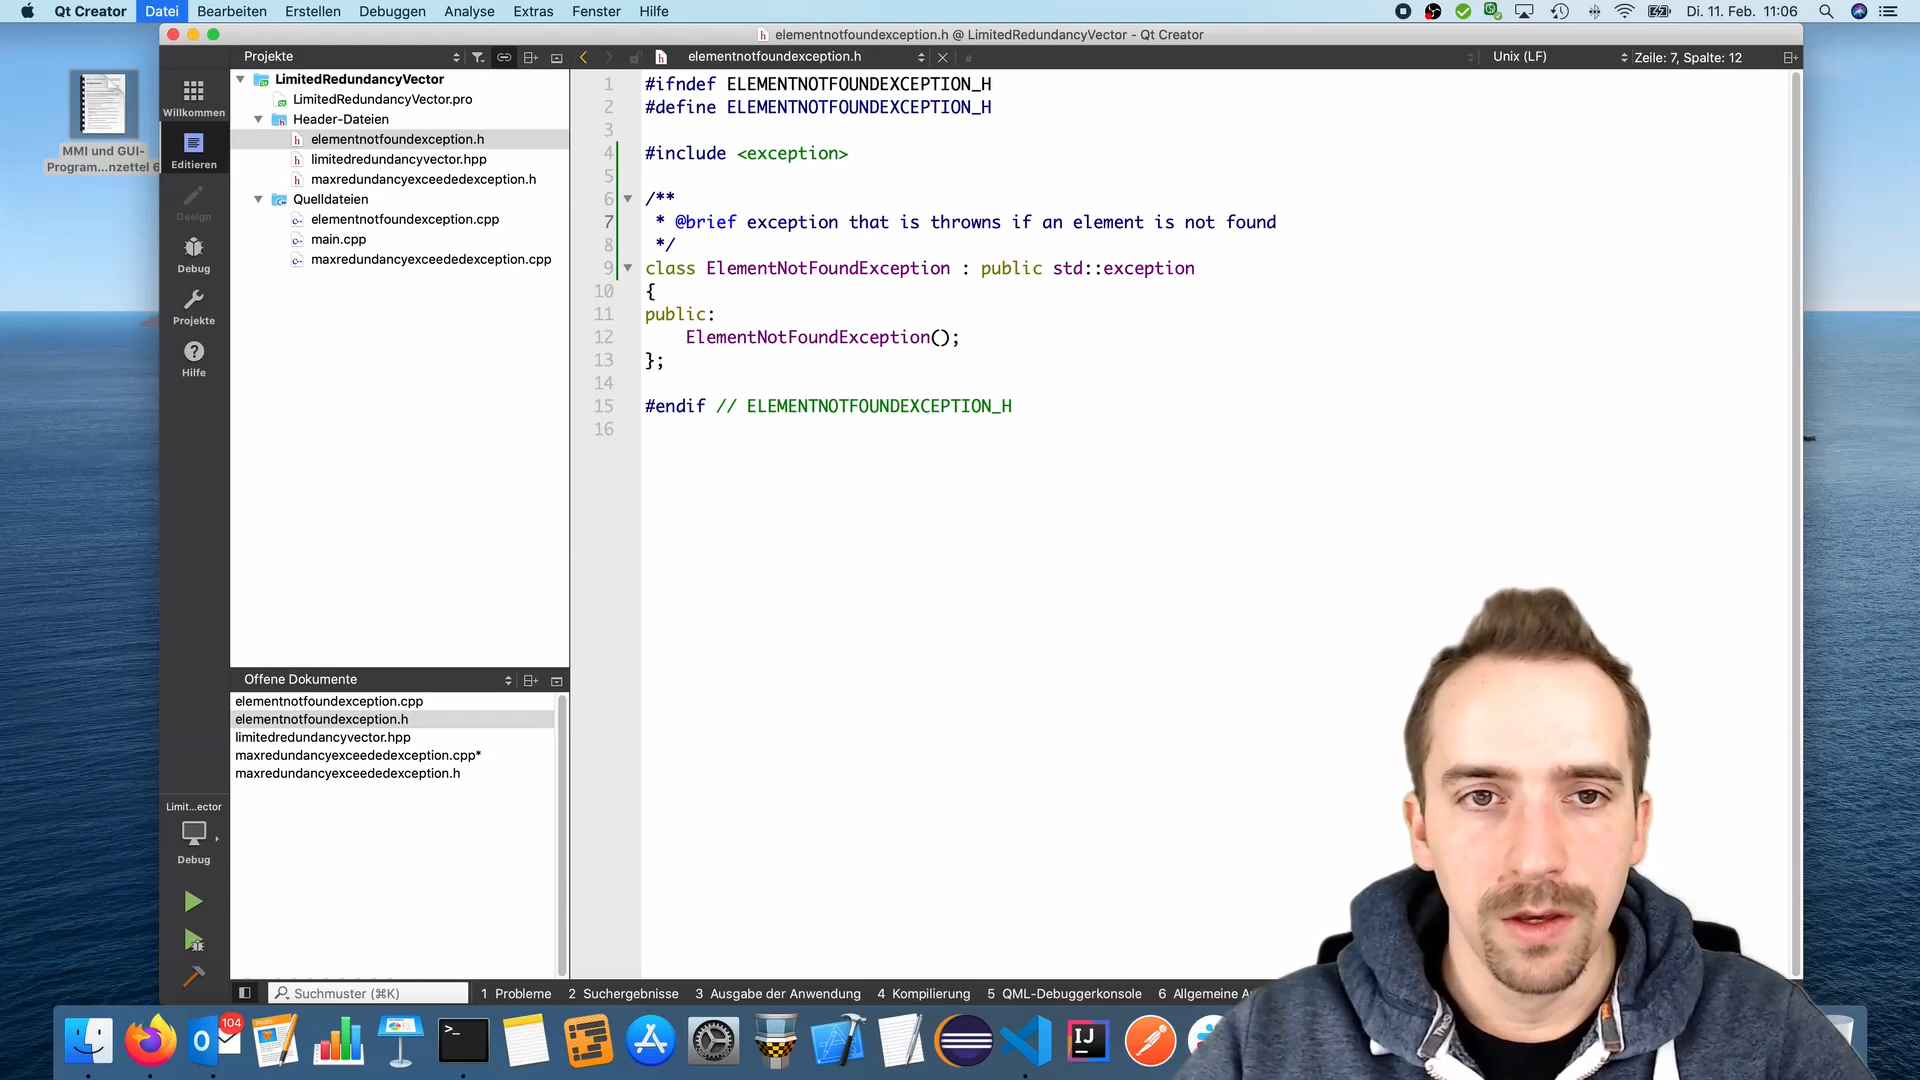 Qt Creator Datei Bearbeiten Erstellen Debuggen Analyse Extras Fenster Hilfe Di. 11. Feb. 11:06
elementnotfoundexception.h @ LimitedRedundancyVector - Qt Creator
Projekte elementnotfoundexception.h # Unix (LF) Zeile: 7, Spalte: 12
MMI und GUI-
Program...nzettel 6
Willkommen
Editieren
Design
Debug
Projekte
Hilfe
LimitedRedundancyVector
LimitedRedundancyVector.pro
Header-Dateien
elementnotfoundexception.h
limitedredundancyvector.hpp
maxredundancyexceededexception.h
Quelldateien
elementnotfoundexception.cpp
main.cpp
maxredundancyexceededexception.cpp
1 #ifndef ELEMENTNOTFOUNDEXCEPTION_H
2 #define ELEMENTNOTFOUNDEXCEPTION_H
3
4 #include <exception>
5
6 /**
7 * @brief exception that is throwns if an element is not found
8 */
9 class ElementNotFoundException : public std::exception
10 {
11 public:
12 ElementNotFoundException();
13 };
14
15 #endif // ELEMENTNOTFOUNDEXCEPTION_H
16
Offene Dokumente
elementnotfoundexception.cpp
elementnotfoundexception.h
limitedredundancyvector.hpp
maxredundancyexceededexception.cpp*
maxredundancyexceededexception.h
Limit...ector
Debug
Suchmuster (⌘K) 1 Probleme 2 Suchergebnisse 3 Ausgabe der Anwendung 4 Kompilierung 5 QML-Debuggerkonsole 6 Allgemeine
104
PAGES
>_
IJ